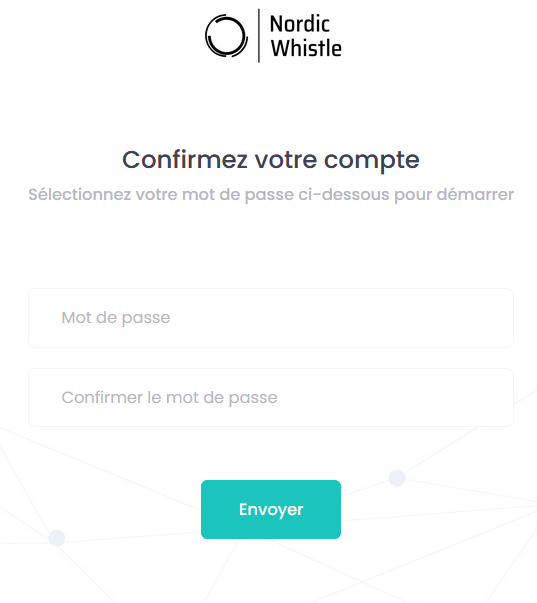 Nordic
Whistle
Confirmez votre compte
Sélectionnez votre mot de passe ci-dessous pour démarrer
Mot de passe
Confirmer le mot de passe
Envoyer